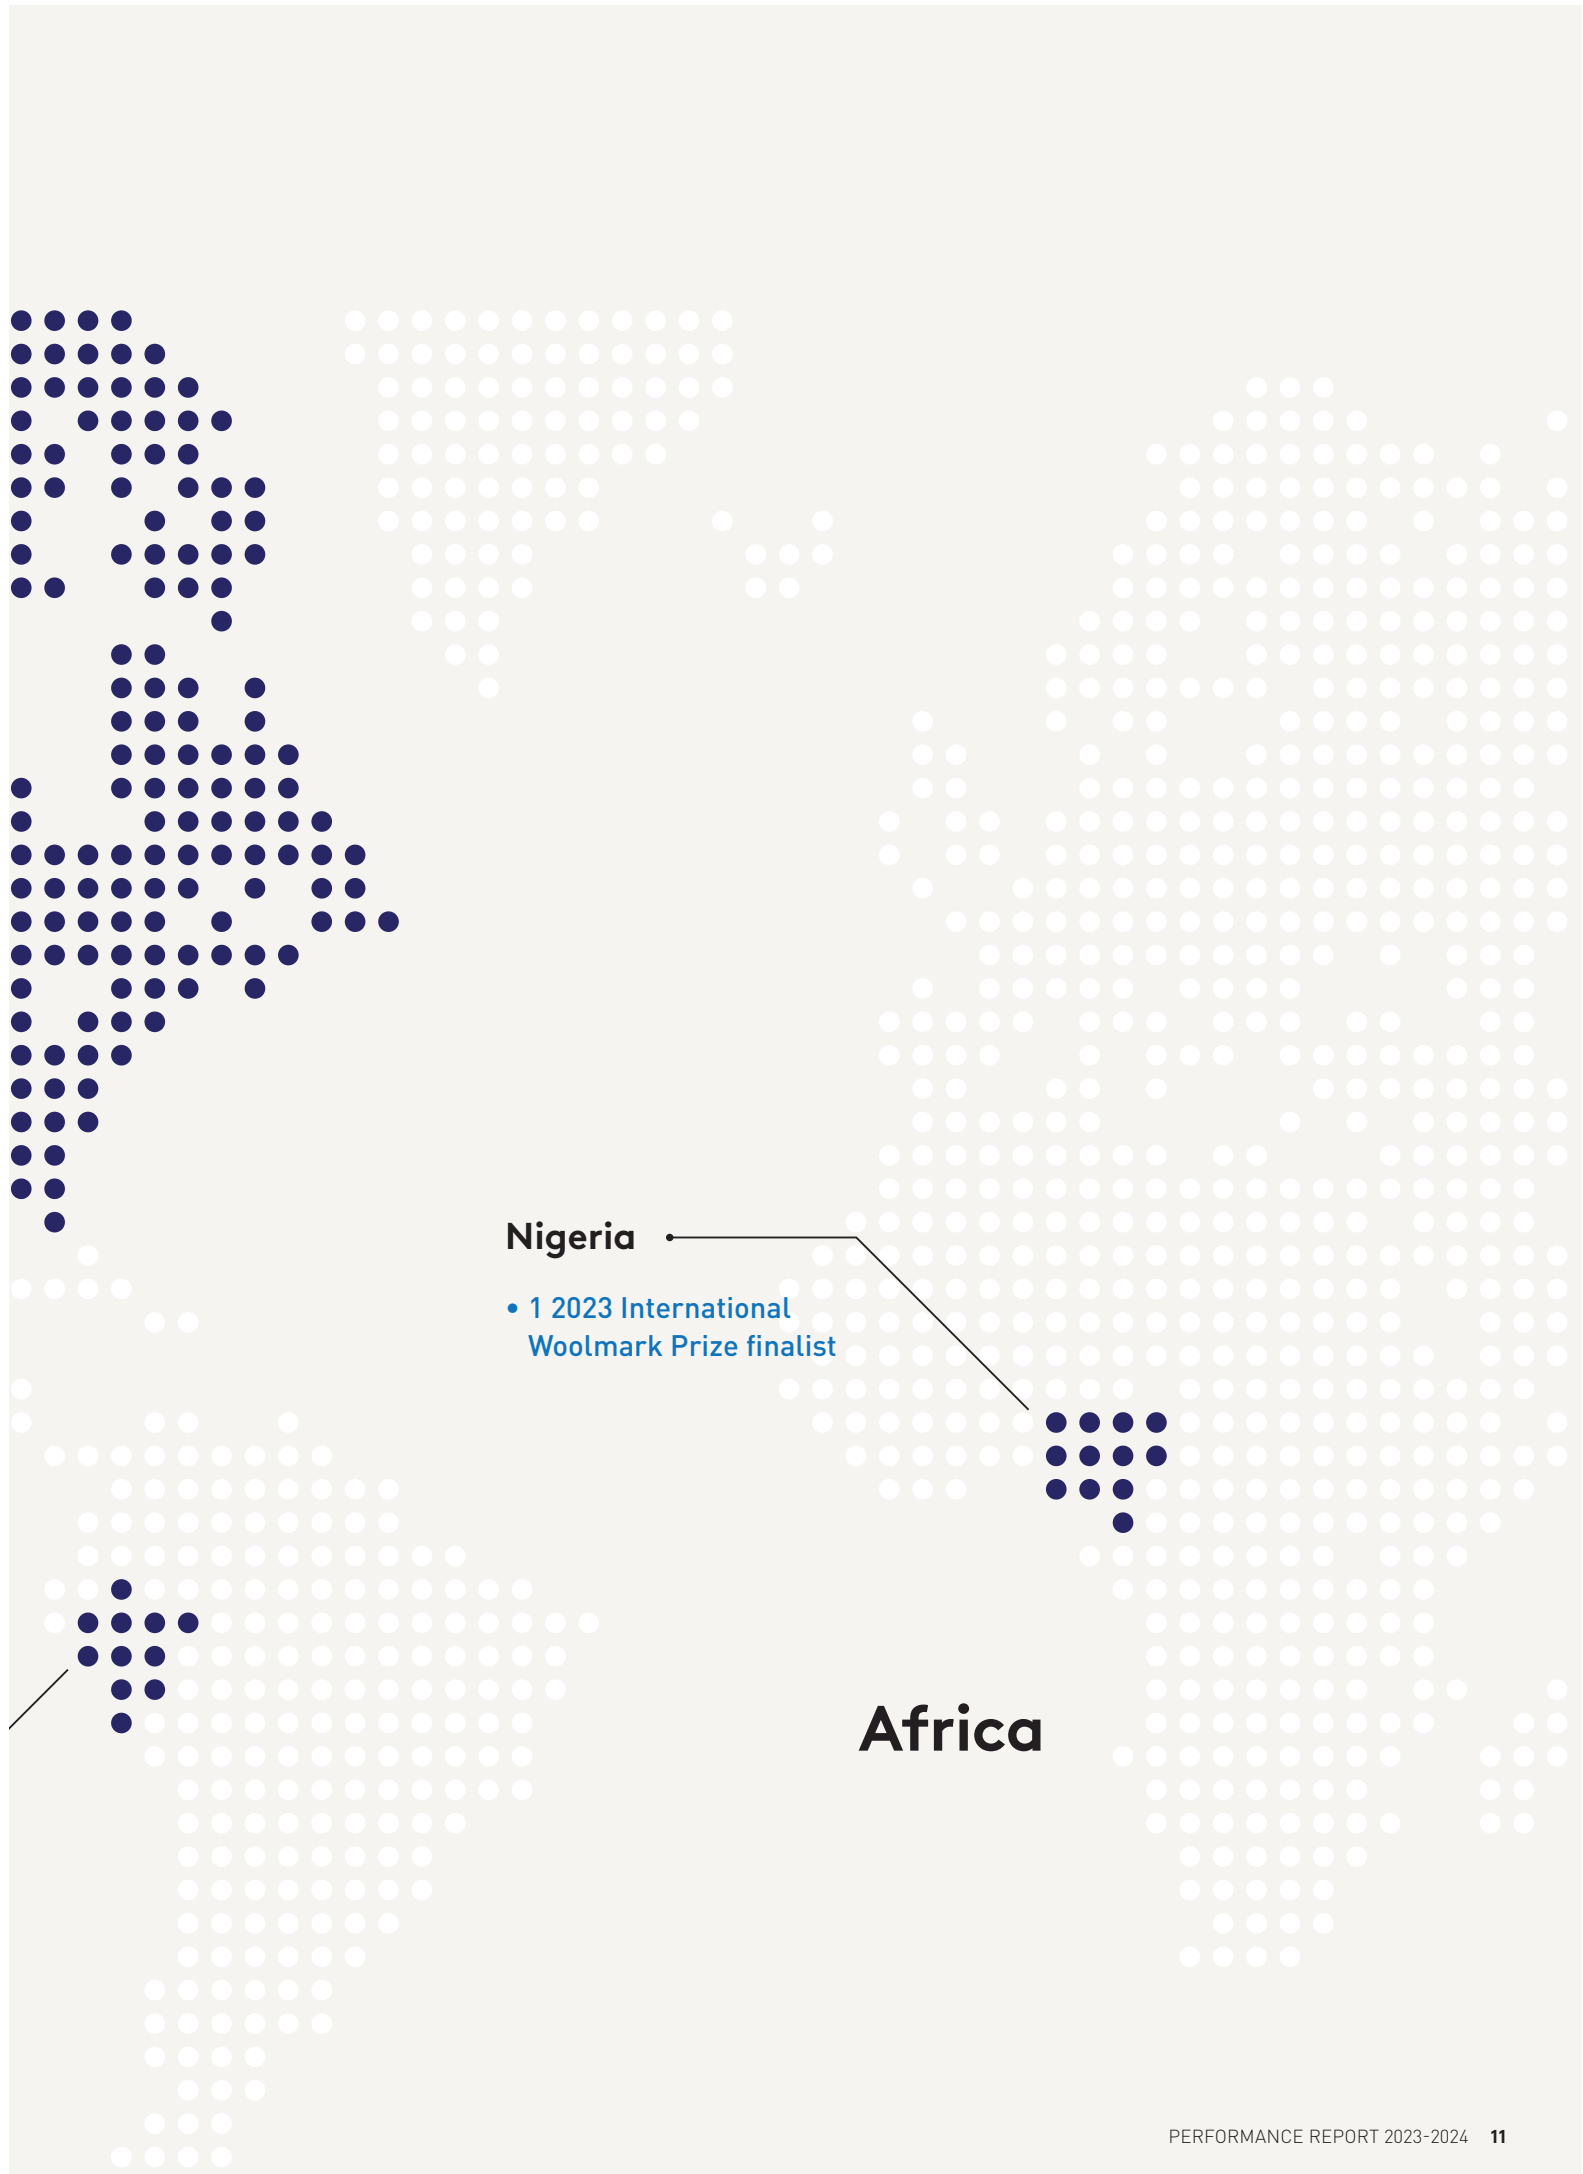 Nigeria
• 1 2023 International
Woolmark Prize finalist
Africa
PERFORMANCE REPORT 2023-2024 11